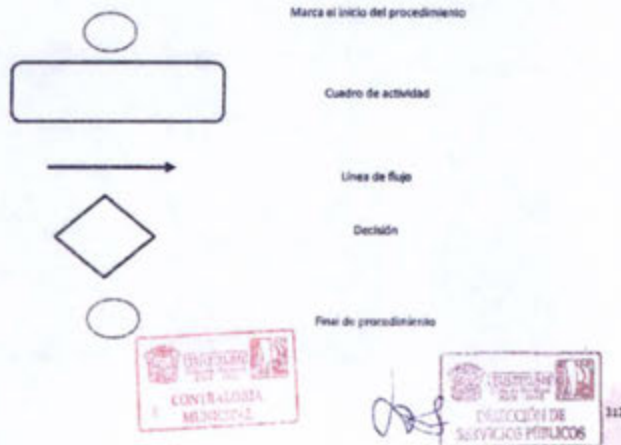 Marca el inicio del procedimiento
Cuadro de actividad
Línea de flujo
Decisión
Final de procedimiento
CONTRALORIA
MUNICIPAL
DIRECCIÓN DE
SERVICIOS PÚBLICOS